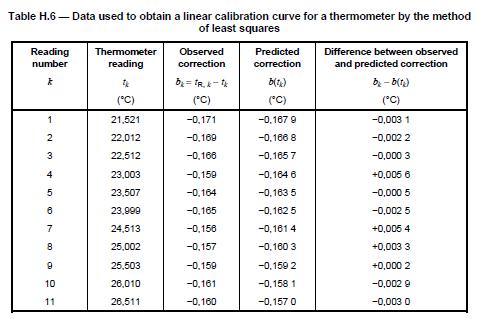 Table H.6 — Data used to obtain a linear calibration curve for a thermometer by the method
of least squares
Reading number Thermometer reading Observed correction Predicted correction Difference between observed and predicted correction
k tk bk = tR, k − tk b(tk) bk − b(tk)
(°C) (°C) (°C) (°C)
1 21,521 −0,171 −0,167 9 −0,003 1
2 22,012 −0,169 −0,166 8 −0,002 2
3 22,512 −0,166 −0,165 7 −0,000 3
4 23,003 −0,159 −0,164 6 +0,005 6
5 23,507 −0,164 −0,163 5 −0,000 5
6 23,999 −0,165 −0,162 5 −0,002 5
7 24,513 −0,156 −0,161 4 +0,005 4
8 25,002 −0,157 −0,160 3 +0,003 3
9 25,503 −0,159 −0,159 2 +0,000 2
10 26,010 −0,161 −0,158 1 −0,002 9
11 26,511 −0,160 −0,157 0 −0,003 0